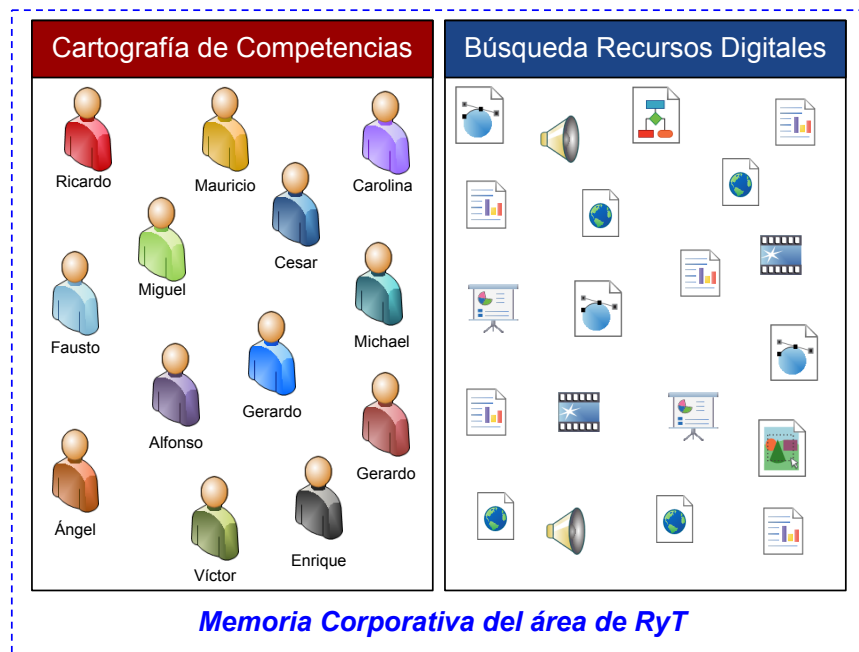 Cartografía de Competencias
Búsqueda Recursos Digitales
Ricardo
Mauricio
Carolina
Cesar
Miguel
Fausto
Michael
Gerardo
Alfonso
Gerardo
Ángel
Enrique
Víctor
Memoria Corporativa del área de RyT